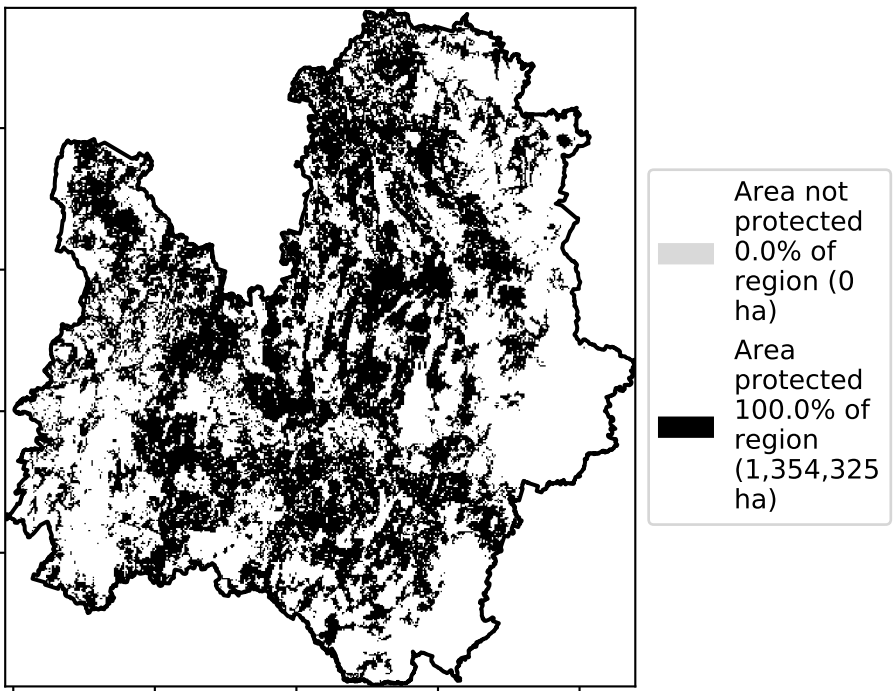 Area not
protected
0.0% of
region (0
ha)
Area
protected
100.0% of
region
(1,354,325
ha)